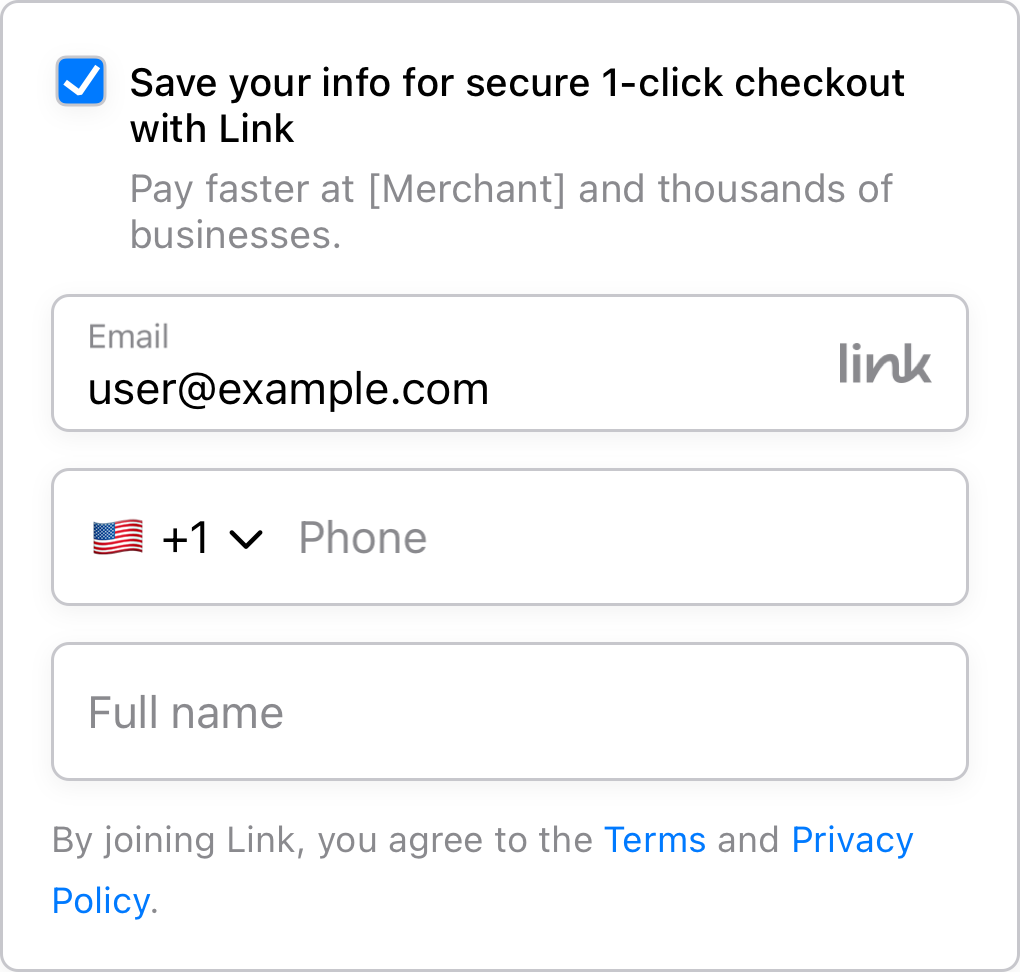 Save your info for secure 1-click checkout
with Link
Pay faster at [Merchant] and thousands of
businesses.
Email
user@example.com
link
+1 Phone
Full name
By joining Link, you agree to the Terms and Privacy
Policy.